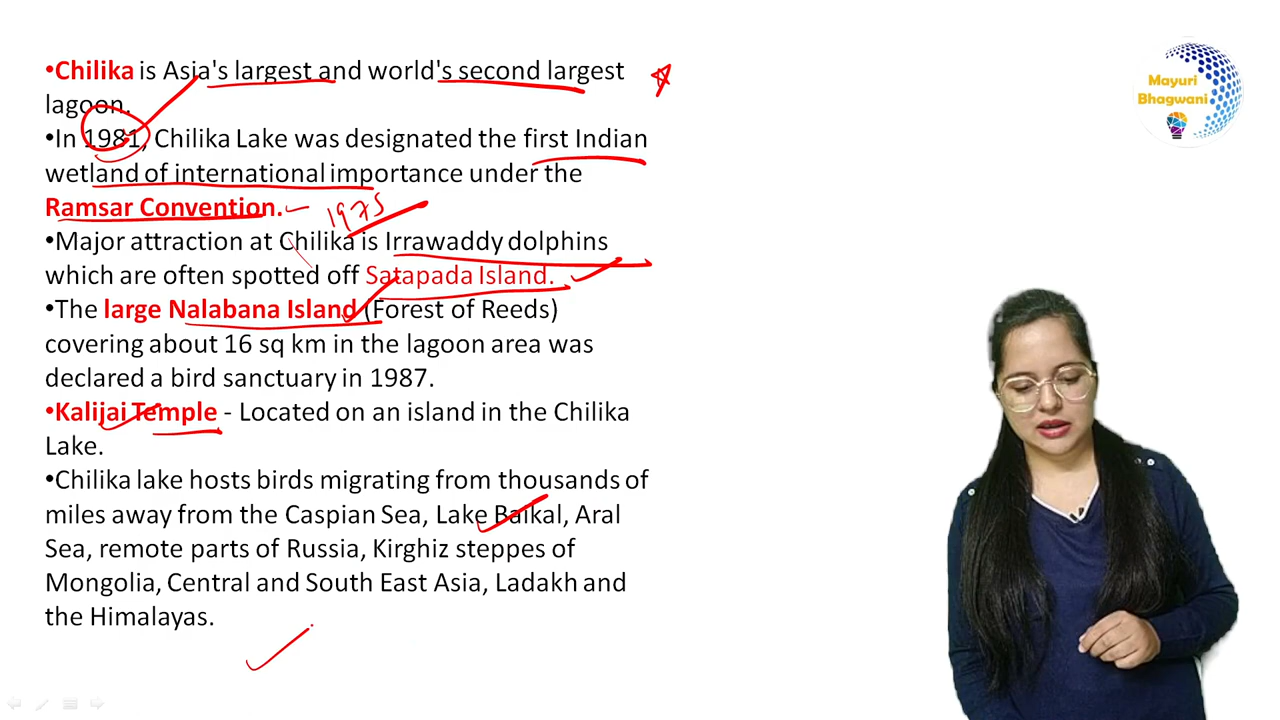 •Chilika is Asia's largest and world's second largest
lagoon.
•In 1981, Chilika Lake was designated the first Indian
wetland of international importance under the
Ramsar Convention.
1975
•Major attraction at Chilika is Irrawaddy dolphins
which are often spotted off Satapada Island.
•The large Nalabana Island (Forest of Reeds)
covering about 16 sq km in the lagoon area was
declared a bird sanctuary in 1987.
•Kalijai Temple - Located on an island in the Chilika
Lake.
•Chilika lake hosts birds migrating from thousands of
miles away from the Caspian Sea, Lake Baikal, Aral
Sea, remote parts of Russia, Kirghiz steppes of
Mongolia, Central and South East Asia, Ladakh and
the Himalayas.
Mayuri
Bhagwani